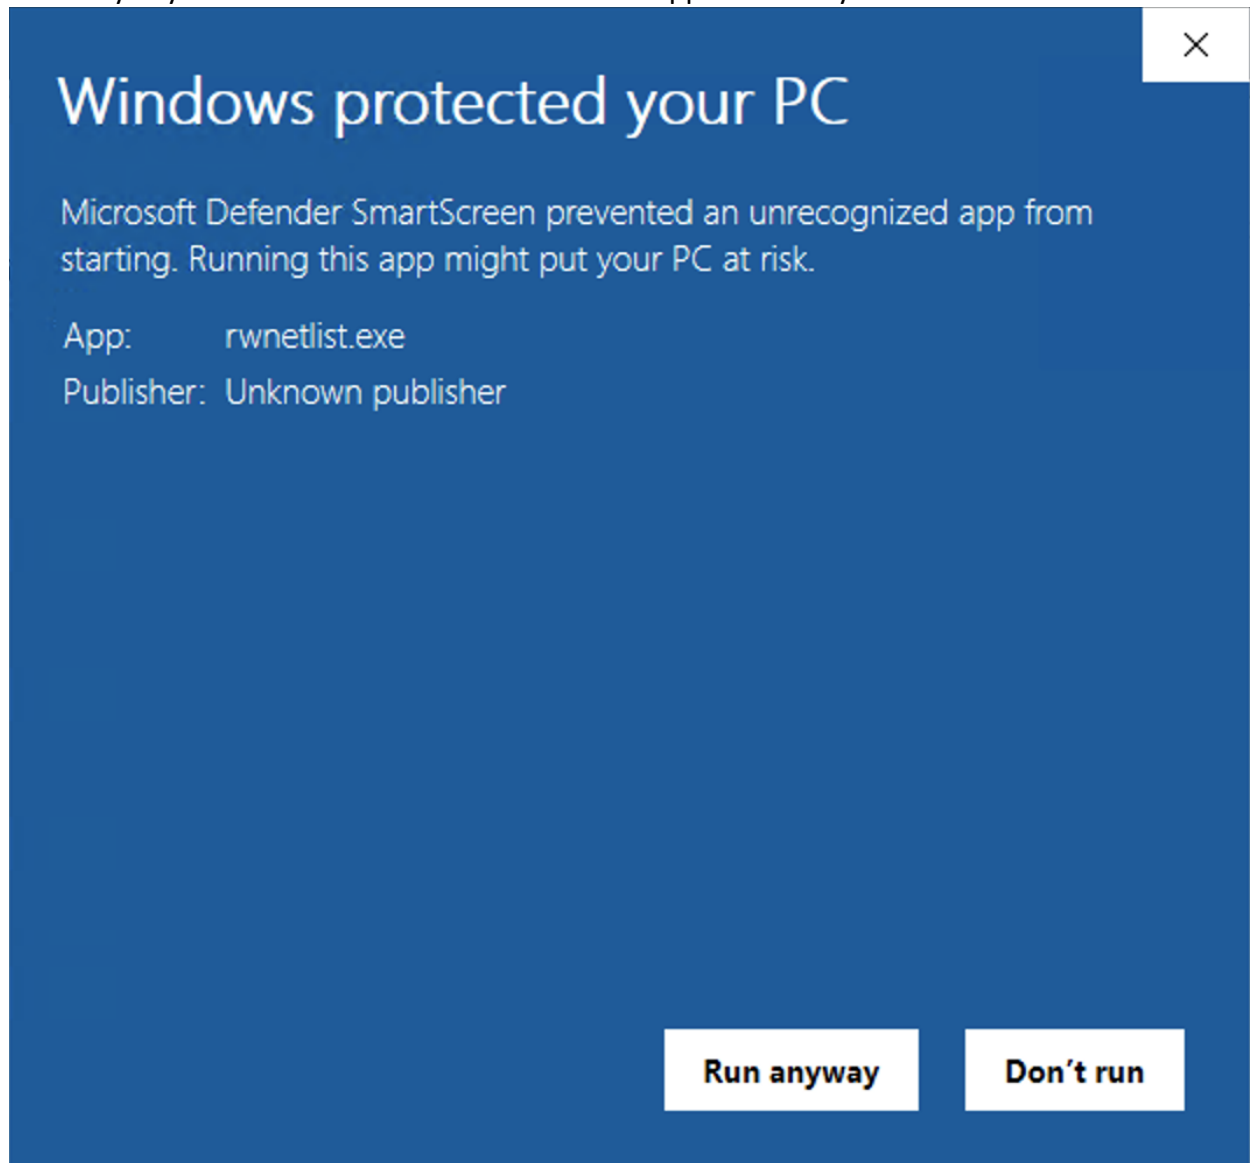 Windows protected your PC
Microsoft Defender SmartScreen prevented an unrecognized app from
starting. Running this app might put your PC at risk.
App: rwnetlist.exe
Publisher: Unknown publisher
Run anyway Don’t run